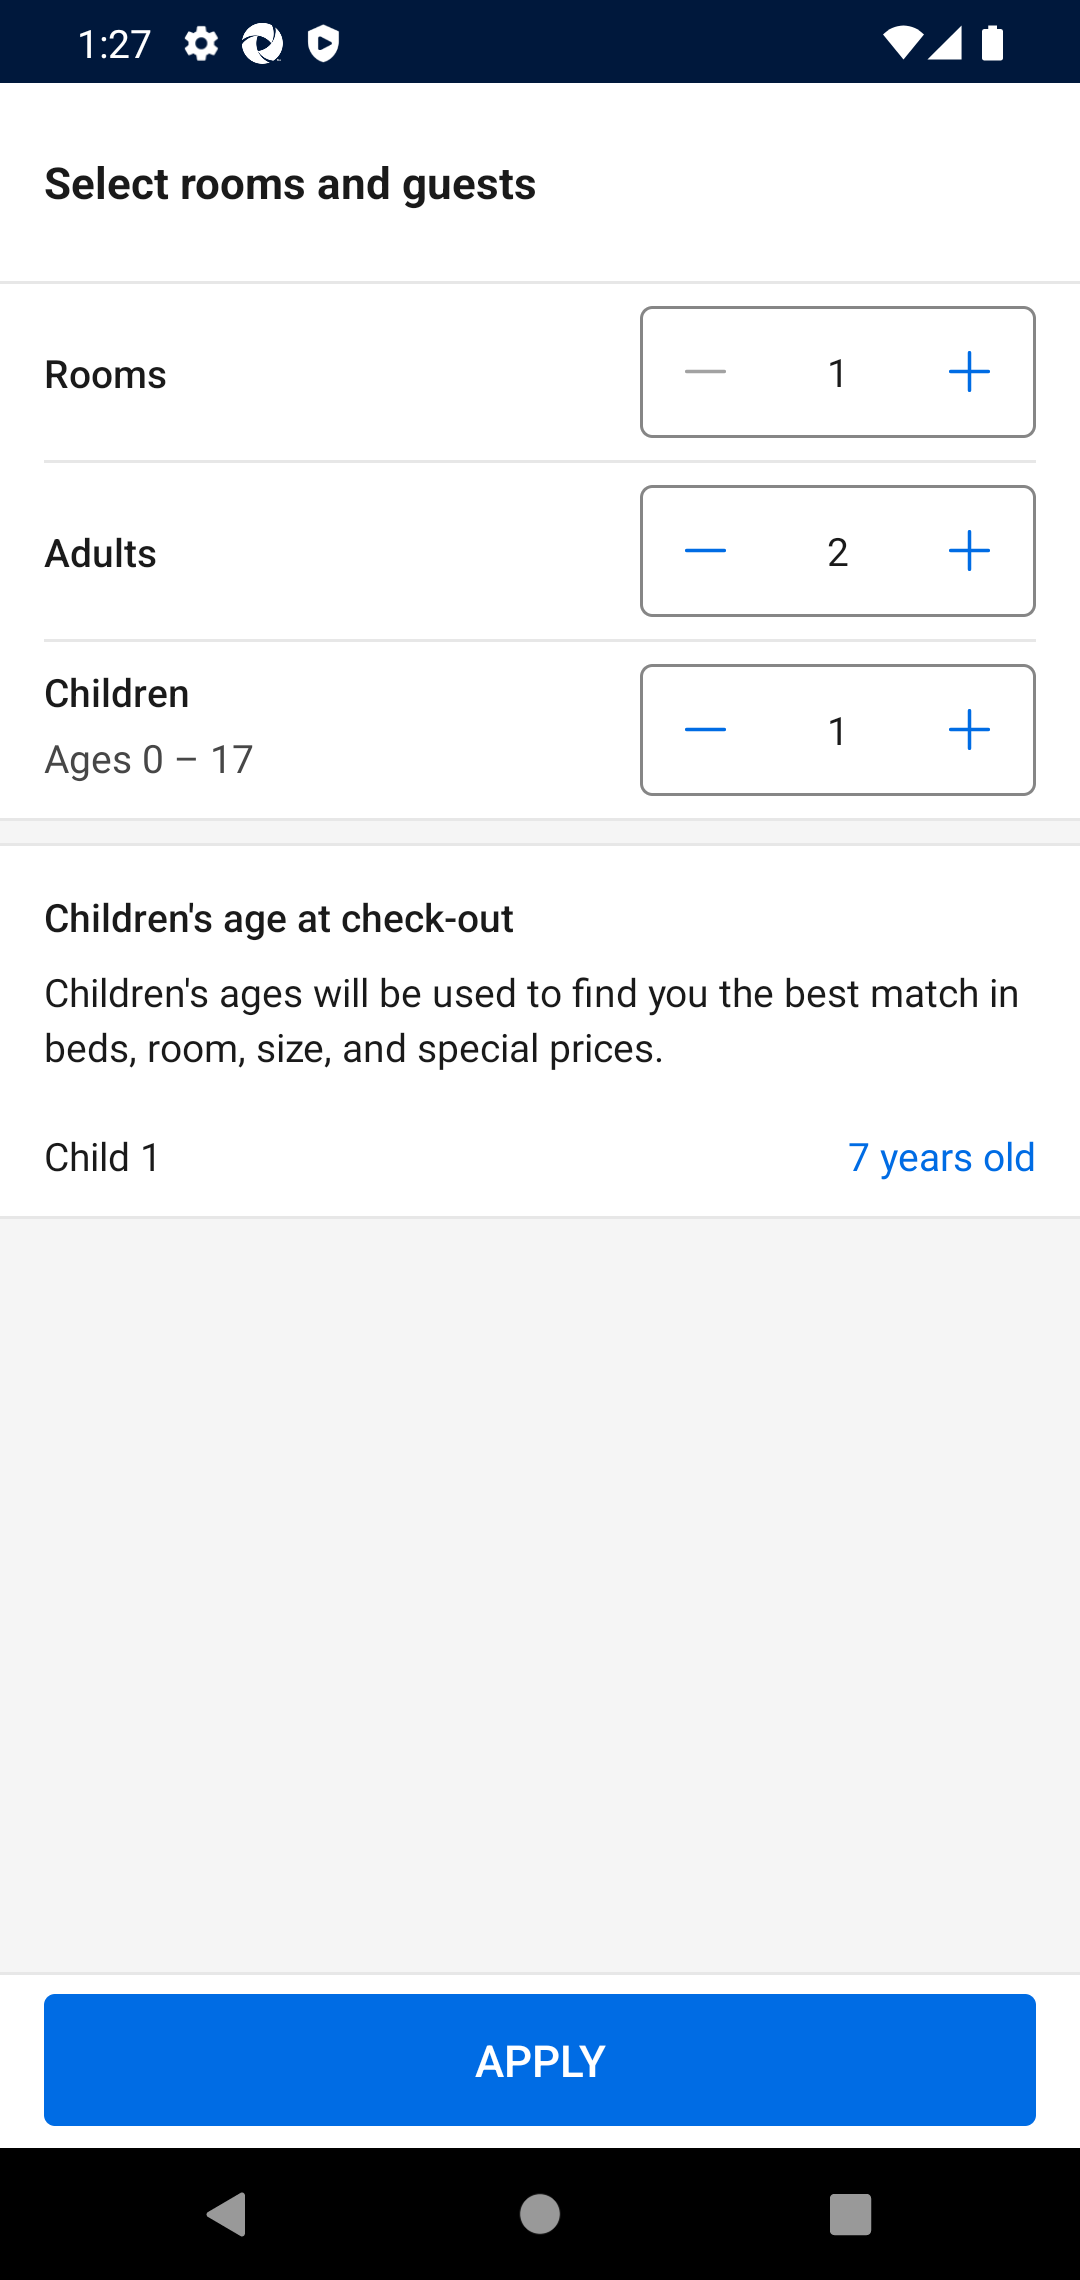 1:27
Select rooms and guests
Rooms
1
Adults
2
Children
Ages 0 – 17
1
Children's age at check-out
Children's ages will be used to find you the best match in
beds, room, size, and special prices.
Child 1
7 years old
APPLY